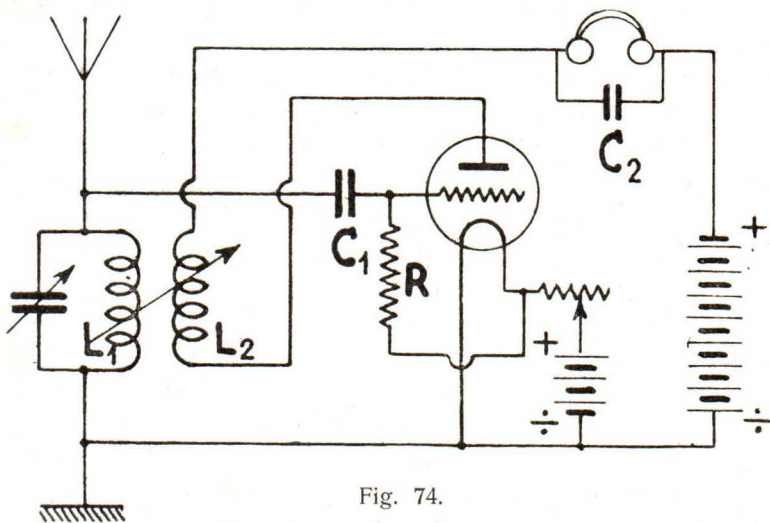 C₂
C₁
R
L₁
L₂
+
÷
+
÷
Fig. 74.